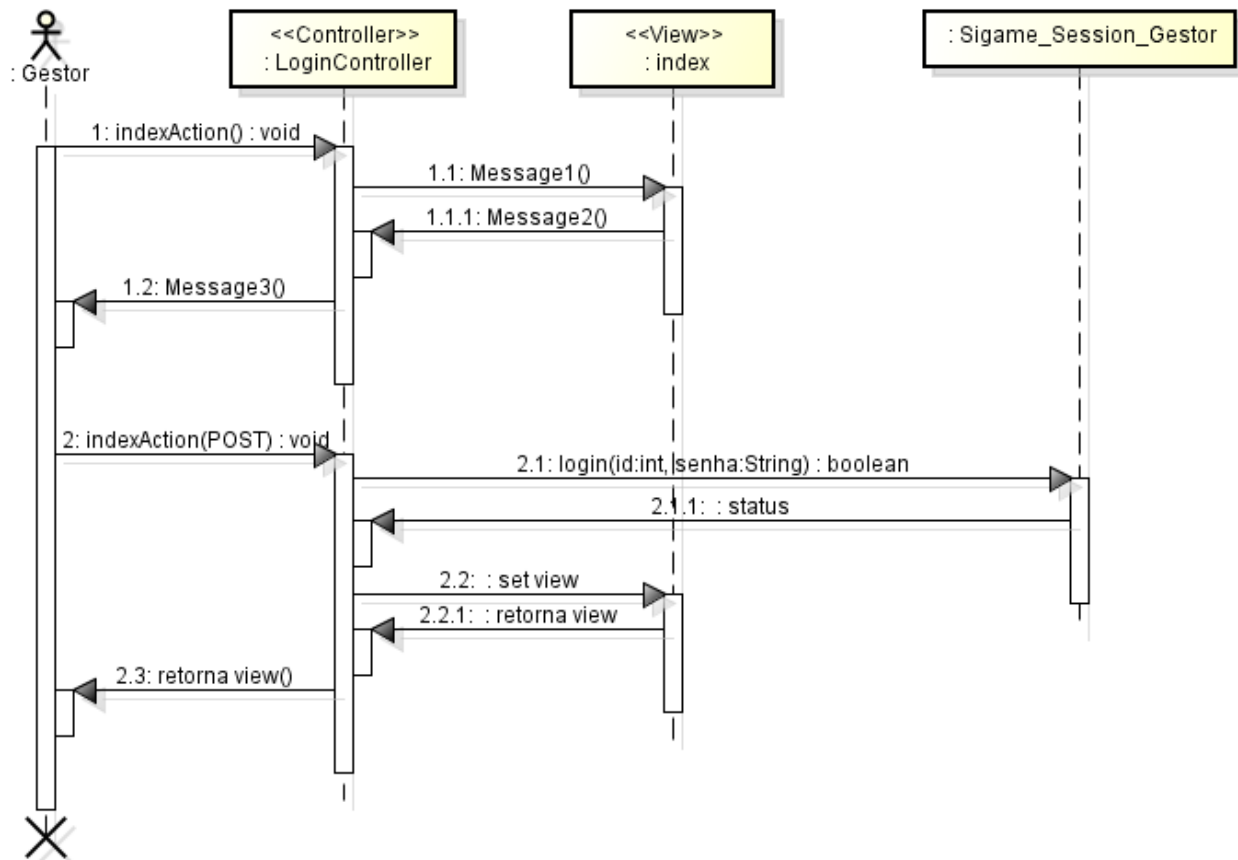 : Gestor
<<Controller>>
: LoginController
<<View>>
: index
: Sigame_Session_Gestor
1: indexAction() : void
1.1: Message1()
1.1.1: Message2()
1.2: Message3()
2: indexAction(POST) : void
2.1: login(id:int, senha:String) : boolean
2.1.1: : status
2.2: : set view
2.2.1: : retorna view
2.3: retorna view()